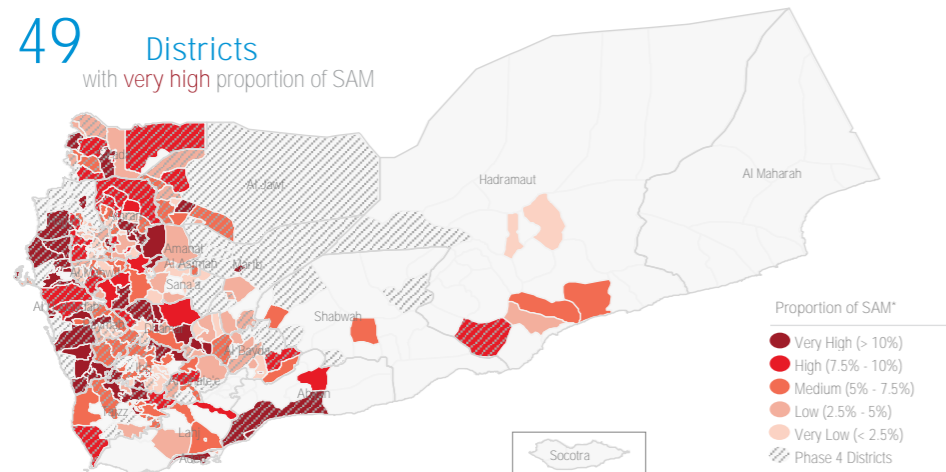 49 Districts
with very high proportion of SAM
Al Jawf
Hadramaut
Al Maharah
Amanat
Al Asimah
Marib
Sana'a
Shabwah
Al Bayda
Abyan
Lahj
Socotra
Proportion of SAM*
Very High (> 10%)
High (7.5% - 10%)
Medium (5% - 7.5%)
Low (2.5% - 5%)
Very Low (< 2.5%)
Phase 4 Districts